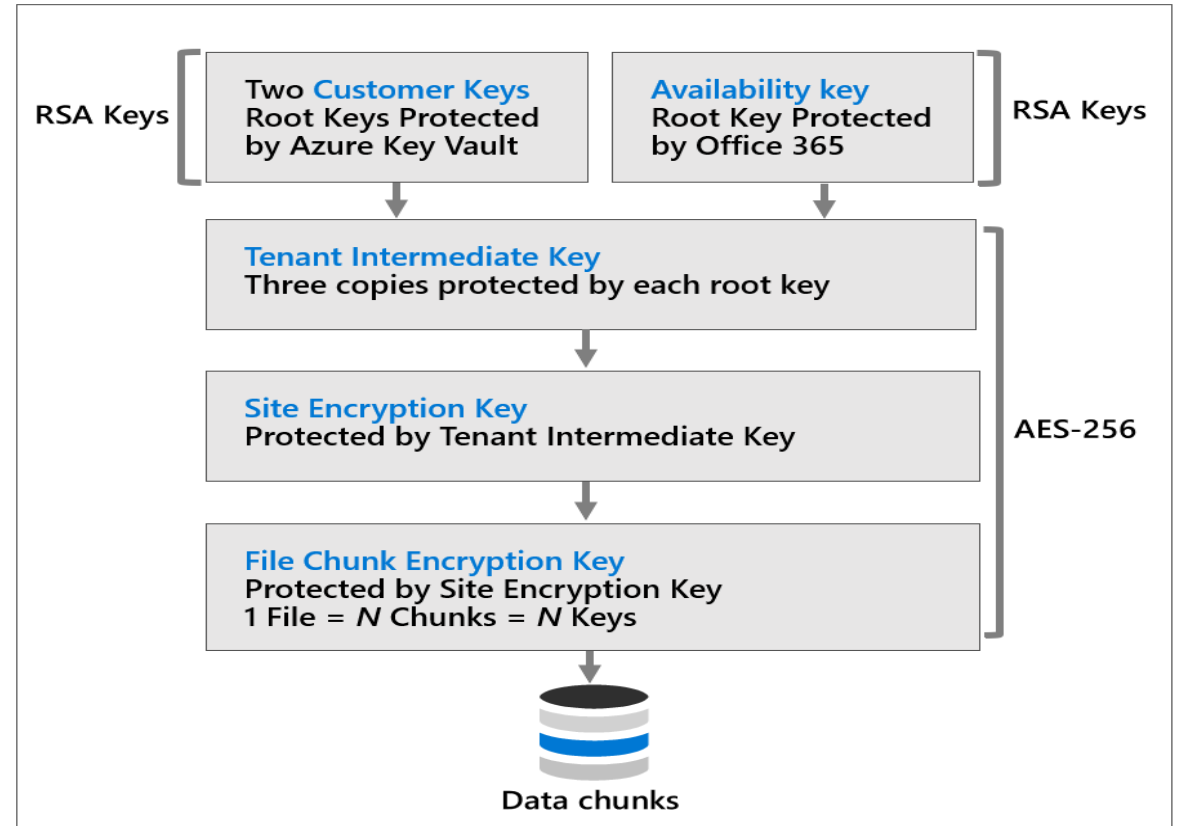 RSA Keys
Two Customer Keys
Root Keys Protected
by Azure Key Vault
Availability key
Root Key Protected
by Office 365
RSA Keys
Tenant Intermediate Key
Three copies protected by each root key
Site Encryption Key
Protected by Tenant Intermediate Key
AES-256
File Chunk Encryption Key
Protected by Site Encryption Key
1 File = N Chunks = N Keys
Data chunks